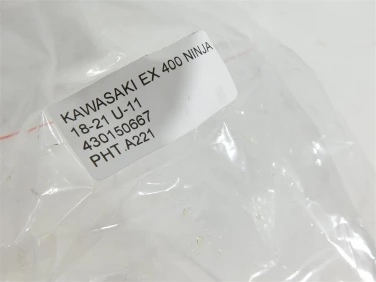 KAWASAKI EX 400 NINJA
18-21 U-11
430150667
PHT A221